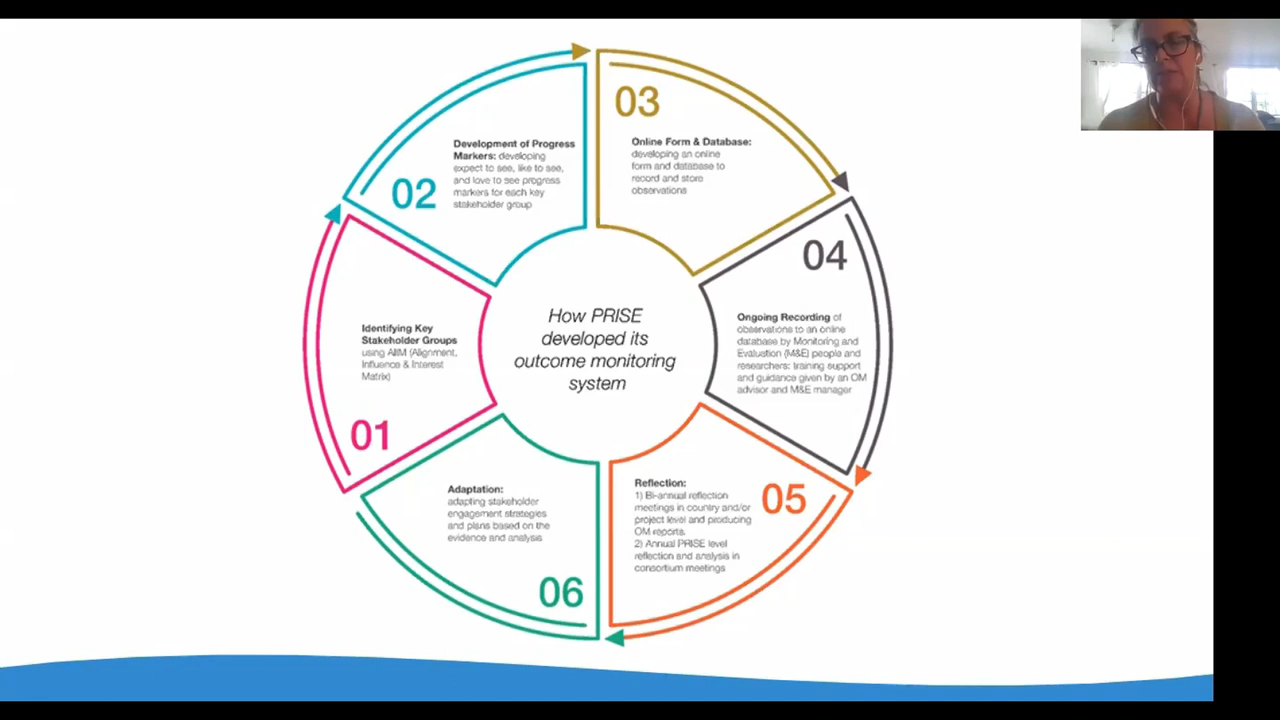 How PRISE
developed its
outcome monitoring
system
01
Identifying Key
Stakeholder Groups
using AIIM (Alignment,
Influence & Interest
Matrix)
02
Development of Progress
Markers: developing
expect to see, like to see,
and love to see progress
markers for each key
stakeholder group
03
Online Form & Database:
developing an online
form and database to
record and store
observations
04
Ongoing Recording of
observations to an online
database by Monitoring and
Evaluation (M&E) people and
researchers: training support
and guidance given by an OM
advisor and M&E manager
05
Reflection:
1) Bi-annual reflection
meetings in country and/or
project level and producing
OM reports.
2) Annual PRISE level
reflection and analysis in
consortium meetings
06
Adaptation:
adapting stakeholder
engagement strategies
and plans based on the
evidence and analysis